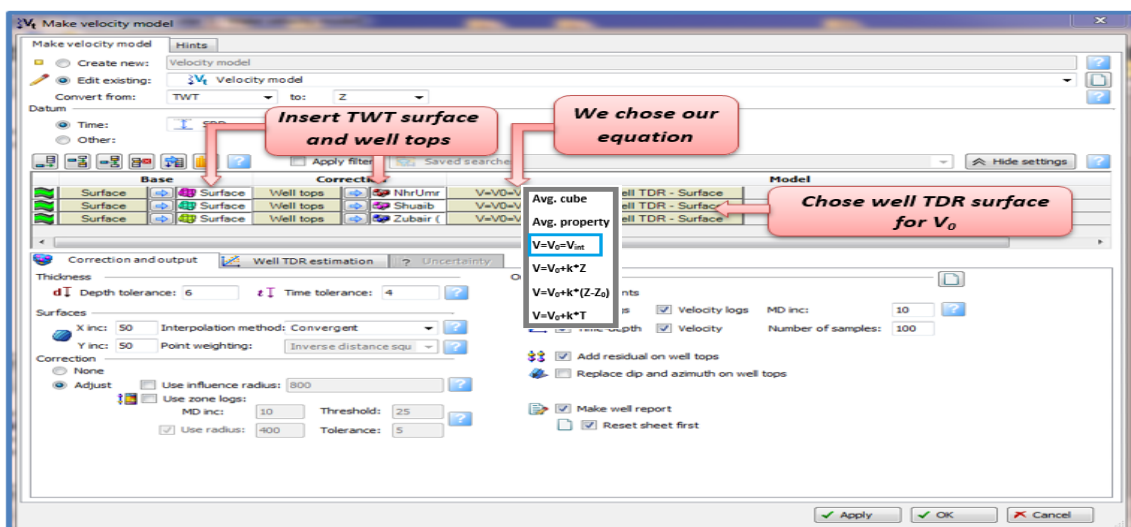 Make velocity model
Make velocity model Hints
Create new: Velocity model
Edit existing: Velocity model
Convert from: TWT to: Z
Datum
Time: SRD
Other:
Insert TWT surface
and well tops
We chose our
equation
Apply filter Saved searche
Hide settings
Base Correction Model
Surface Surface Well tops NhrUmr V=V0=V ell TDR - Surface
Surface Surface Well tops Shuaib V=V0=V ell TDR - Surface
Surface Surface Well tops Zubair ( V=V0=V ell TDR - Surface
Chose well TDR surface
for V₀
Avg. cube
Avg. property
V=V₀=Vint
V=V₀+k*Z
V=V₀+k*(Z-Z₀)
V=V₀+k*T
Correction and output Well TDR estimation ? Uncertainty
Thickness
Depth tolerance: 6 Time tolerance: 4
Surfaces
X inc: 50 Interpolation method: Convergent
Y inc: 50 Point weighting: Inverse distance squ
Correction
None
Adjust Use influence radius: 800
Use zone logs:
MD inc: 10 Threshold: 25
Use radius: 400 Tolerance: 5
Velocity logs MD inc: 10
Velocity Number of samples: 100
Add residual on well tops
Replace dip and azimuth on well tops
Make well report
Reset sheet first
Apply OK Cancel